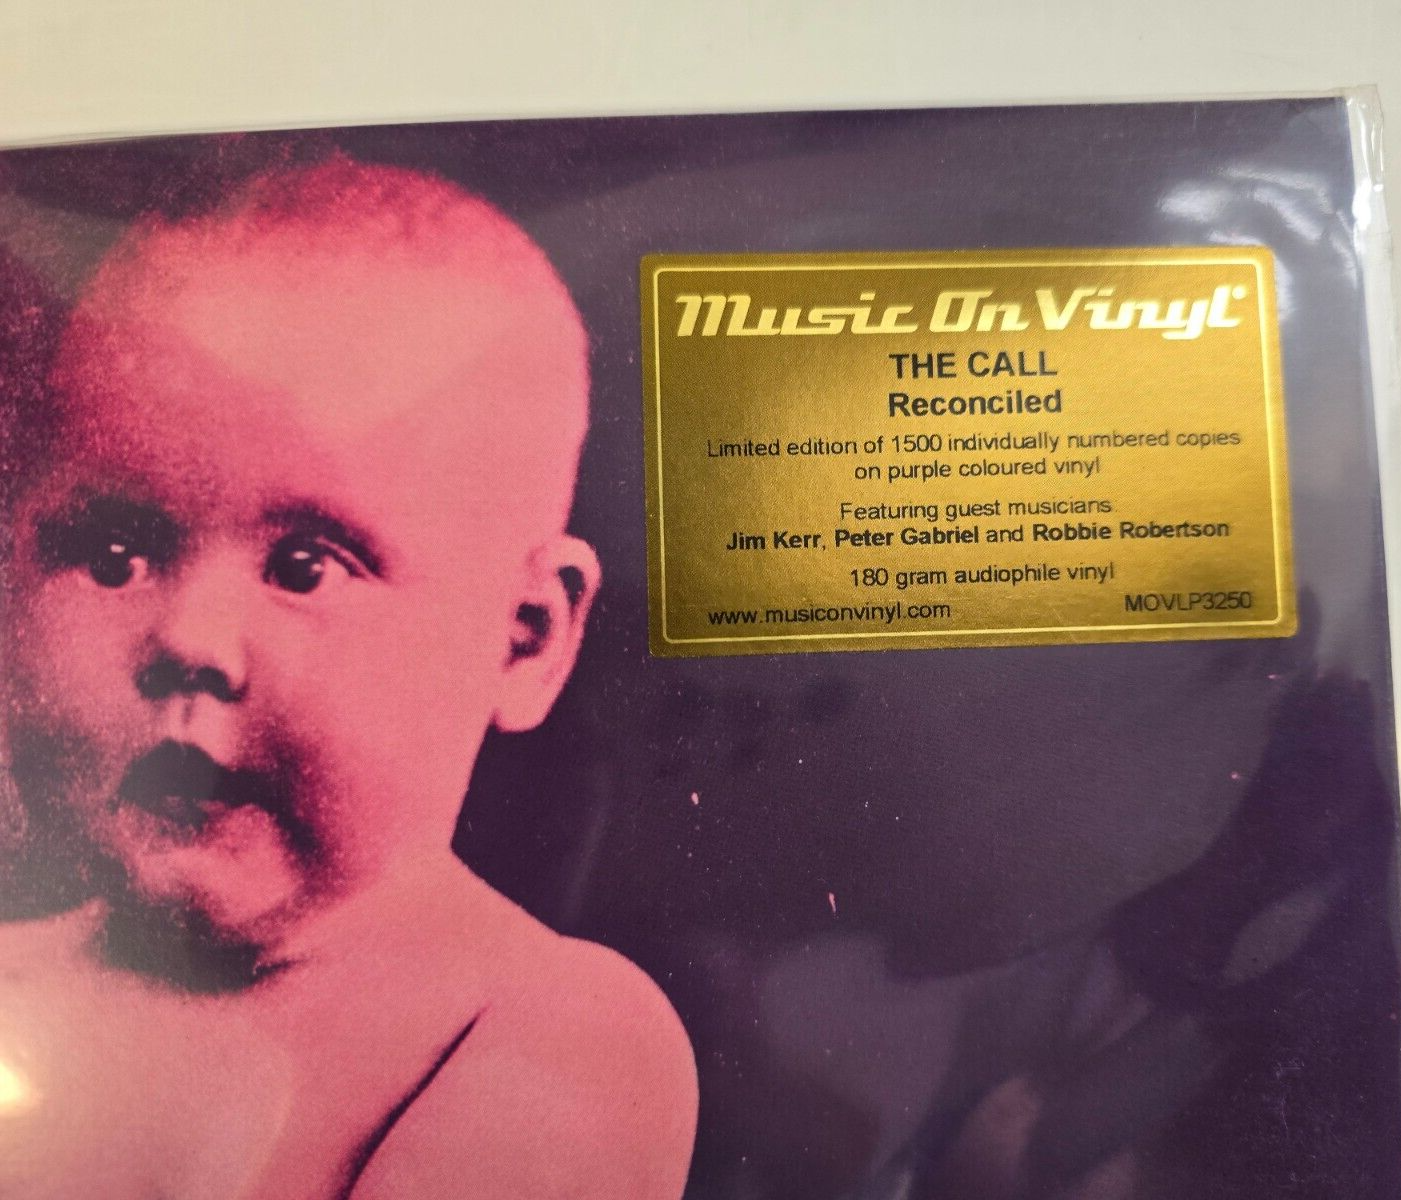 Music On Vinyl
THE CALL
Reconciled
Limited edition of 1500 individually numbered copies
on purple coloured vinyl
Featuring guest musicians
Jim Kerr, Peter Gabriel and Robbie Robertson
180 gram audiophile vinyl
www.musiconvinyl.com MOVLP3250